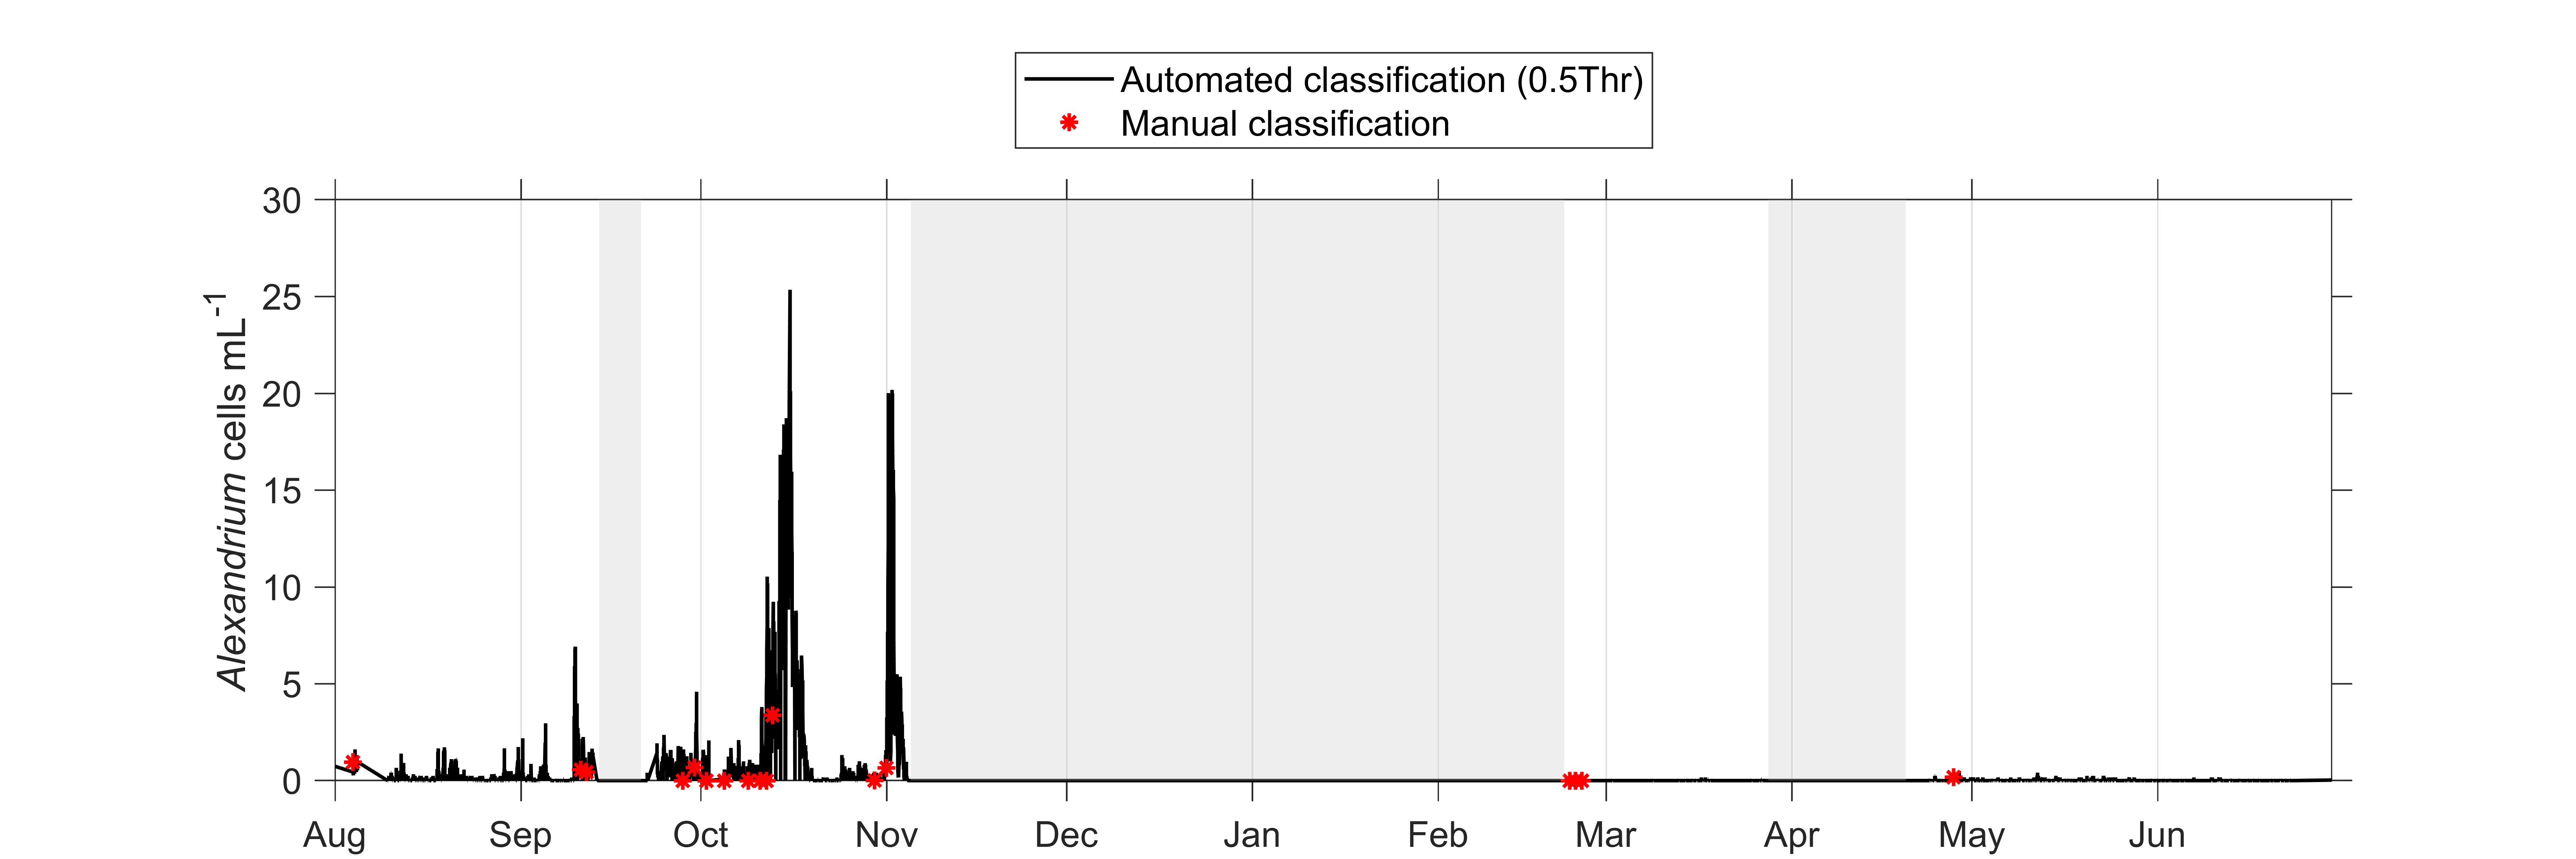 Automated classification (0.5Thr)
Manual classification
Alexandrium cells mL-1
30
25
20
15
10
5
0
Aug Sep Oct Nov Dec Jan Feb Mar Apr May Jun